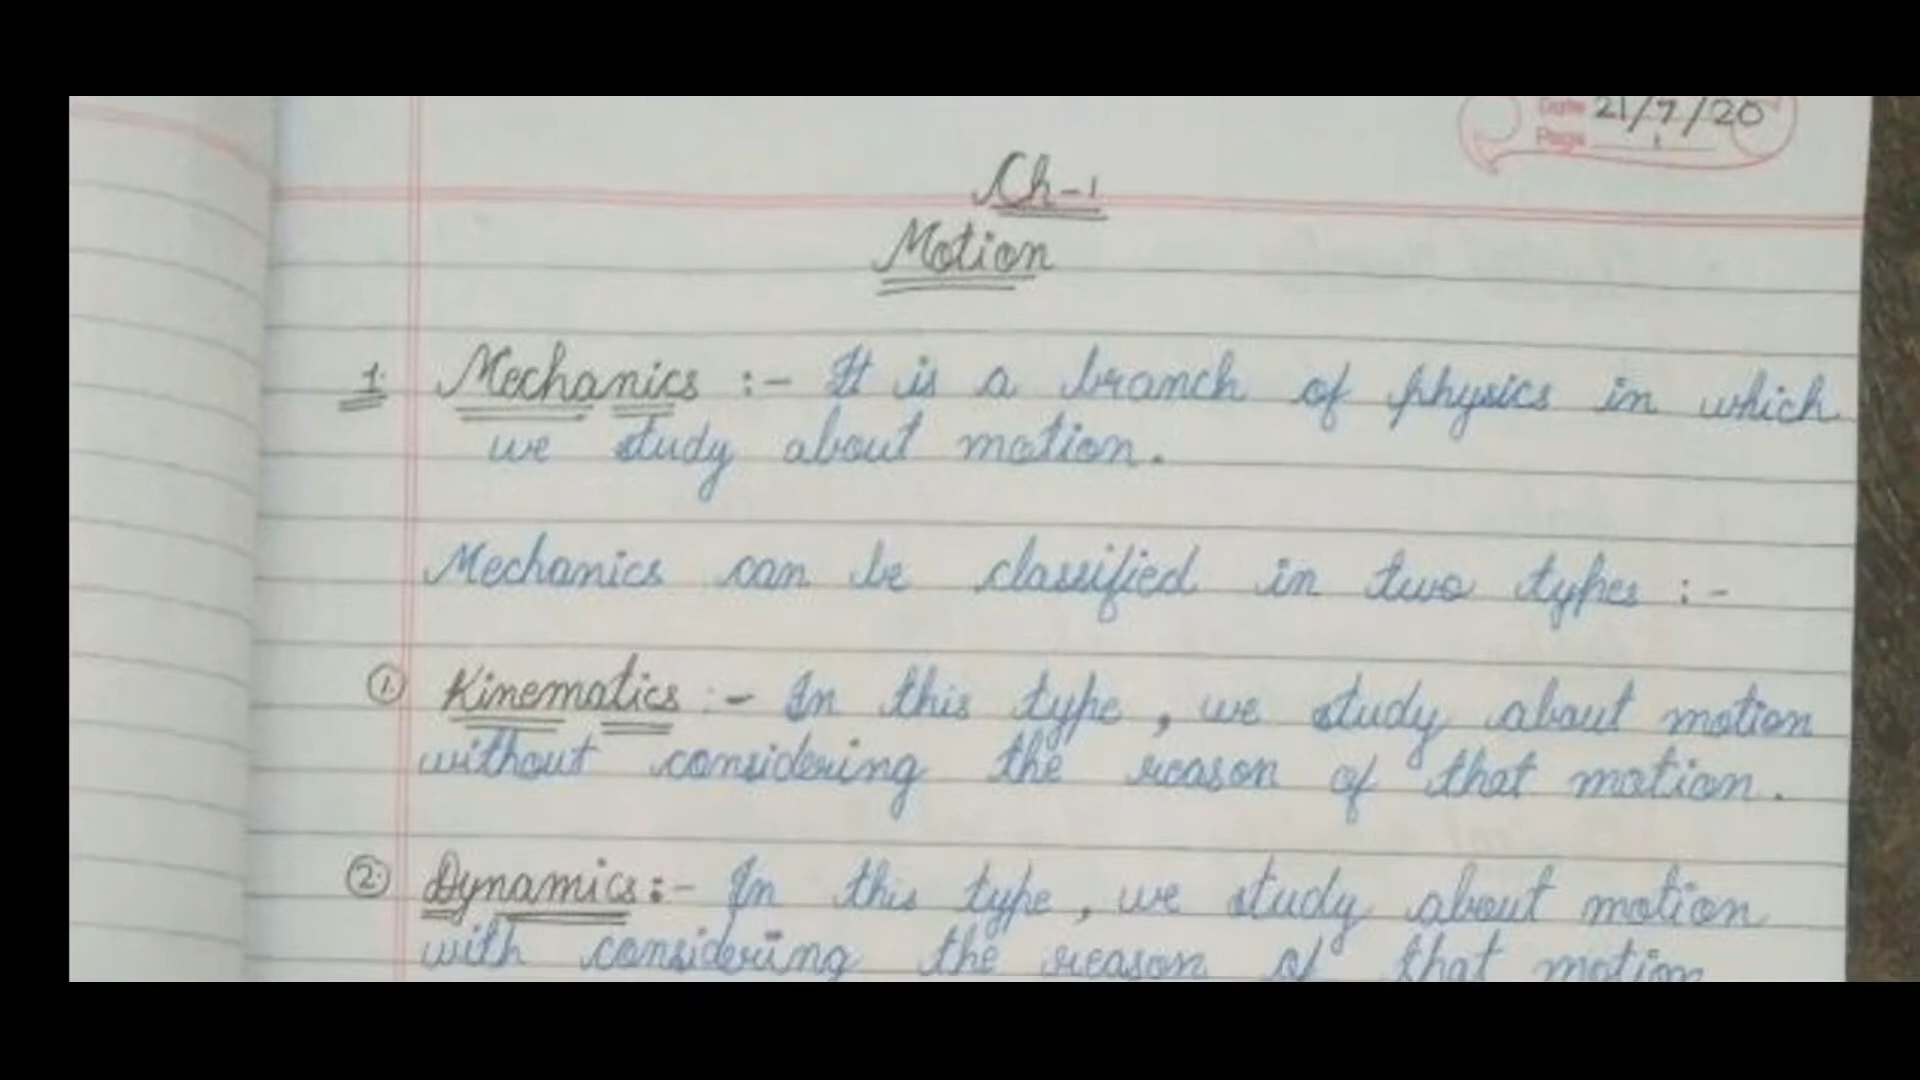 Date 21/7/20
Page 1
Ch-1
Motion
1. Mechanics :- It is a branch of physics in which
we study about motion.
Mechanics can be classified in two types :-
① Kinematics :- In this type, we study about motion
without considering the reason of that motion.
② Dynamics :- In this type, we study about motion
with considering the reason of that motion